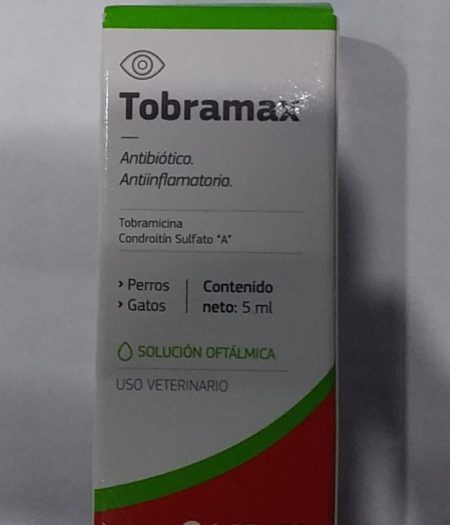 Tobramax
Antibiótico.
Antiinflamatorio.
Tobramicina
Condroitín Sulfato "A"
› Perros
› Gatos
Contenido
neto: 5 ml
SOLUCIÓN OFTÁLMICA
USO VETERINARIO